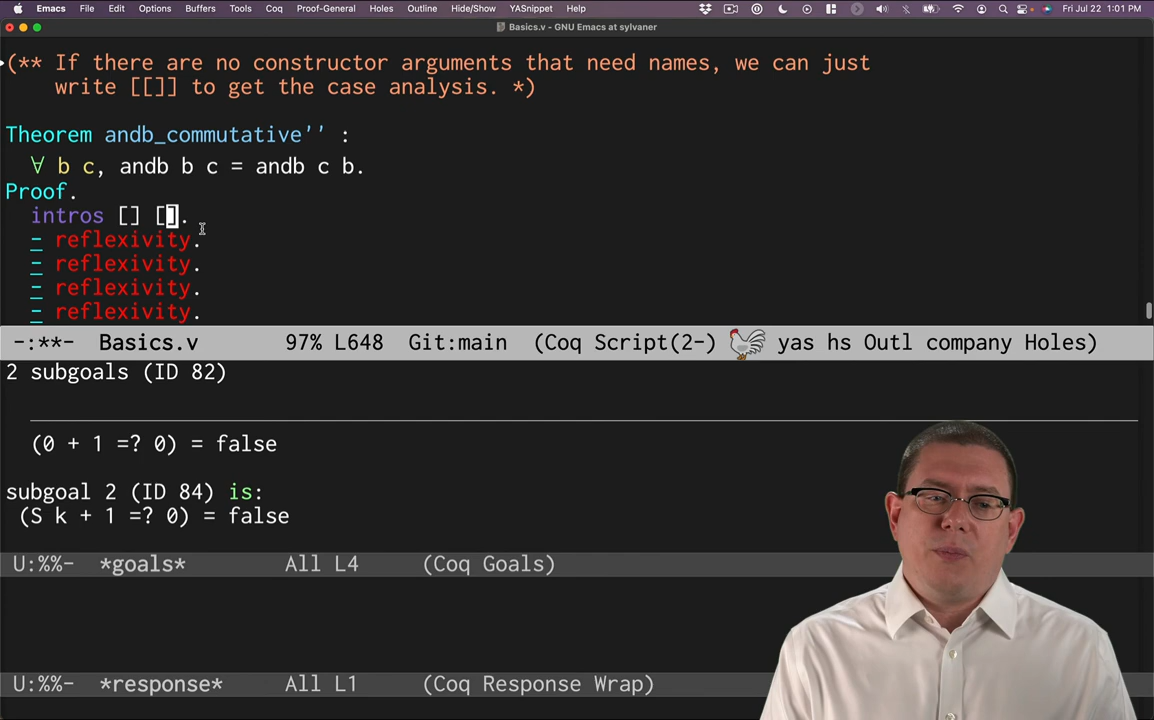 Emacs File Edit Options Buffers Tools Coq Proof-General Holes Outline Hide/Show YASnippet Help Fri Jul 22 1:01 PM
Basics.v - GNU Emacs at sylvaner
(** If there are no constructor arguments that need names, we can just
write [[]] to get the case analysis. *)
Theorem andb_commutative'' :
∀ b c, andb b c = andb c b.
Proof.
intros [] [].
- reflexivity.
- reflexivity.
- reflexivity.
- reflexivity.
-:**- Basics.v 97% L648 Git:main (Coq Script(2-) yas hs Outl company Holes)
2 subgoals (ID 82)
(0 + 1 =? 0) = false
subgoal 2 (ID 84) is:
(S k + 1 =? 0) = false
U:%%- *goals* All L4 (Coq Goals)
U:%%- *response* All L1 (Coq Response Wrap)